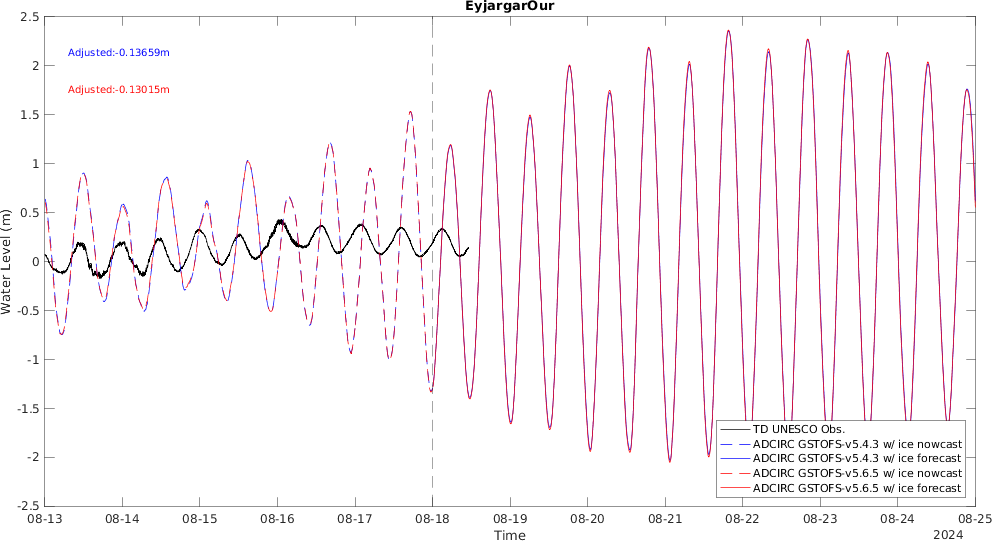 EyjargarOur
2.5
2
1.5
1
0.5
0
-0.5
-1
-1.5
-2
-2.5
Water Level (m)
Adjusted:-0.13659m
Adjusted:-0.13015m
TD UNESCO Obs.
ADCIRC GSTOFS-v5.4.3 w/ ice nowcast
ADCIRC GSTOFS-v5.4.3 w/ ice forecast
ADCIRC GSTOFS-v5.6.5 w/ ice nowcast
ADCIRC GSTOFS-v5.6.5 w/ ice forecast
08-13 08-14 08-15 08-16 08-17 08-18 08-19 08-20 08-21 08-22 08-23 08-24 08-25
Time
2024